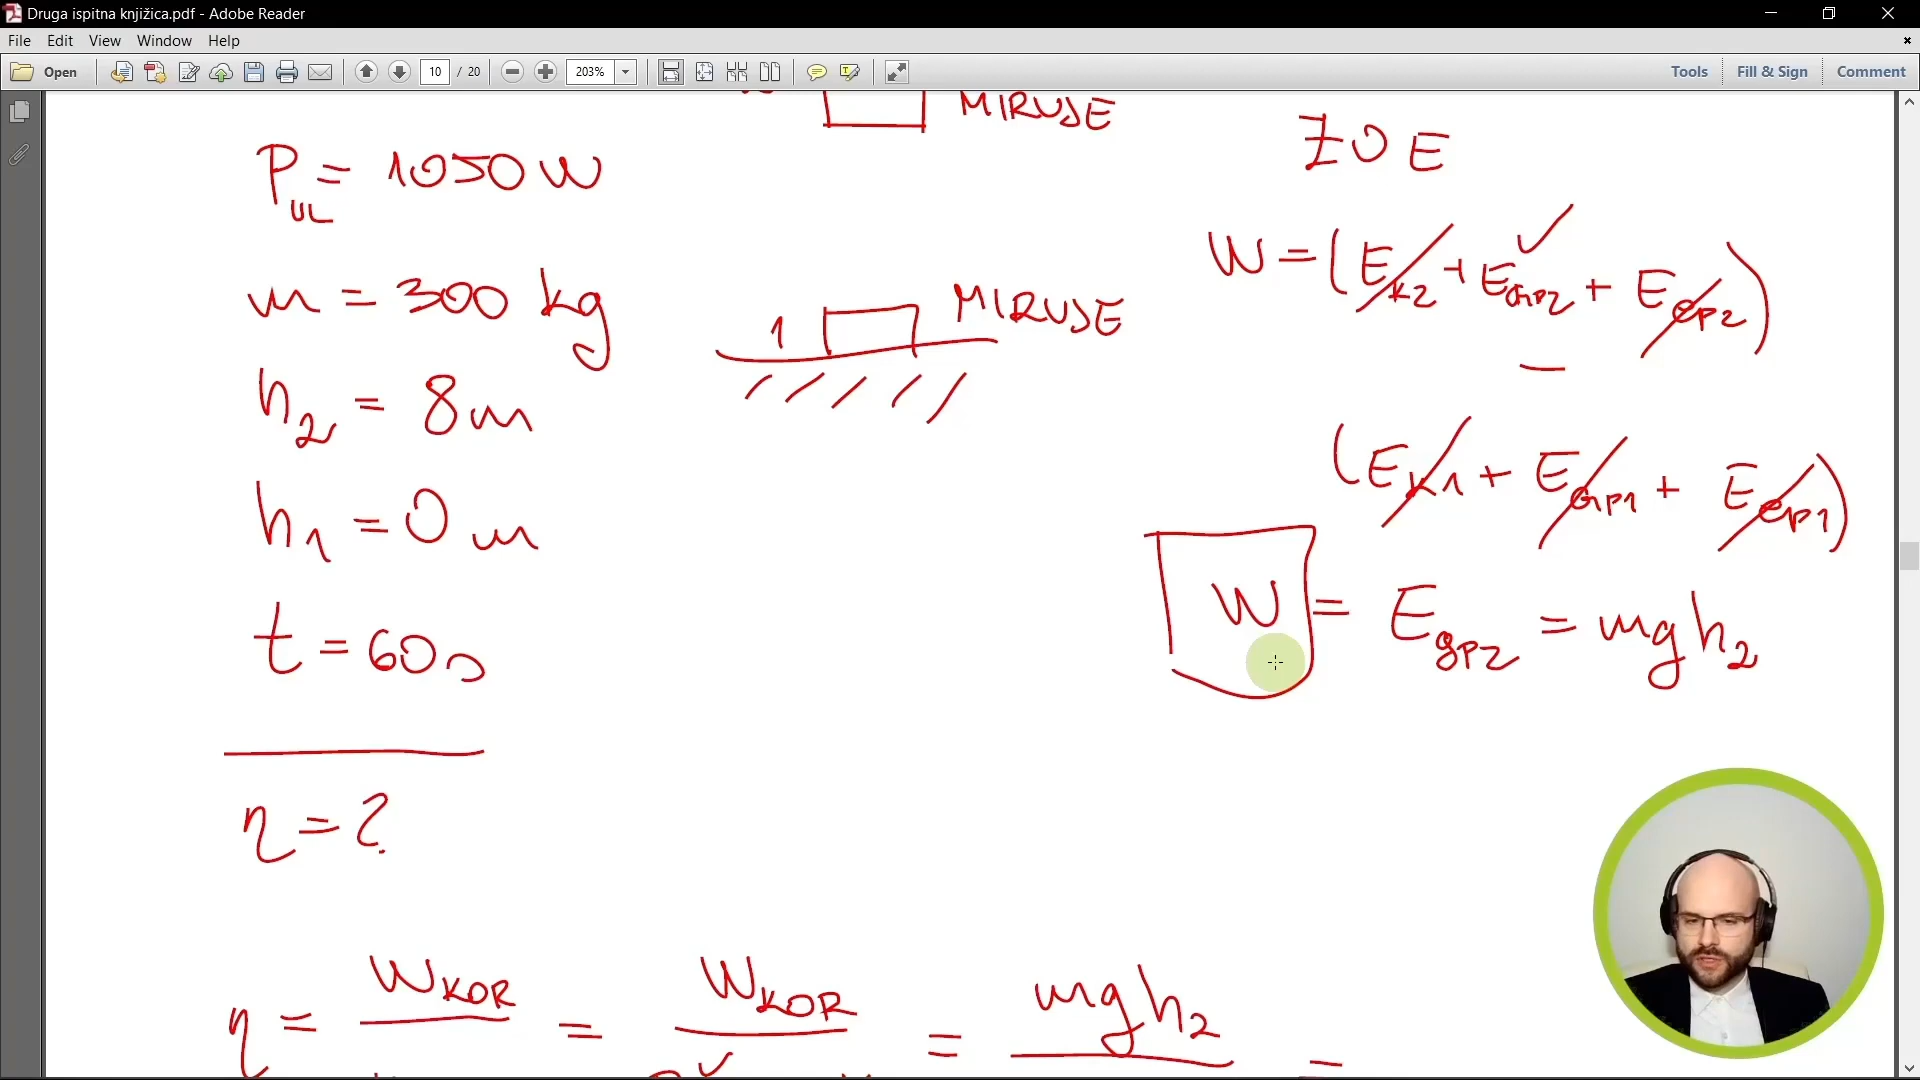 Druga ispitna knjižica.pdf - Adobe Reader
File Edit View Window Help
Open 10 / 20 203% Tools Fill & Sign Comment
MIRUJE
ZOE
P_UL = 1050 W
W = (E_K2 + E_GP2 + E_EP2)
m = 300 kg
1 MIRUJE
−
h_2 = 8 m
(E_K1 + E_GP1 + E_EP1)
h_1 = 0 m
W = E_gP2 = mgh_2
t = 60 s
η = ?
η = W_KOR = W_KOR = mgh_2 =